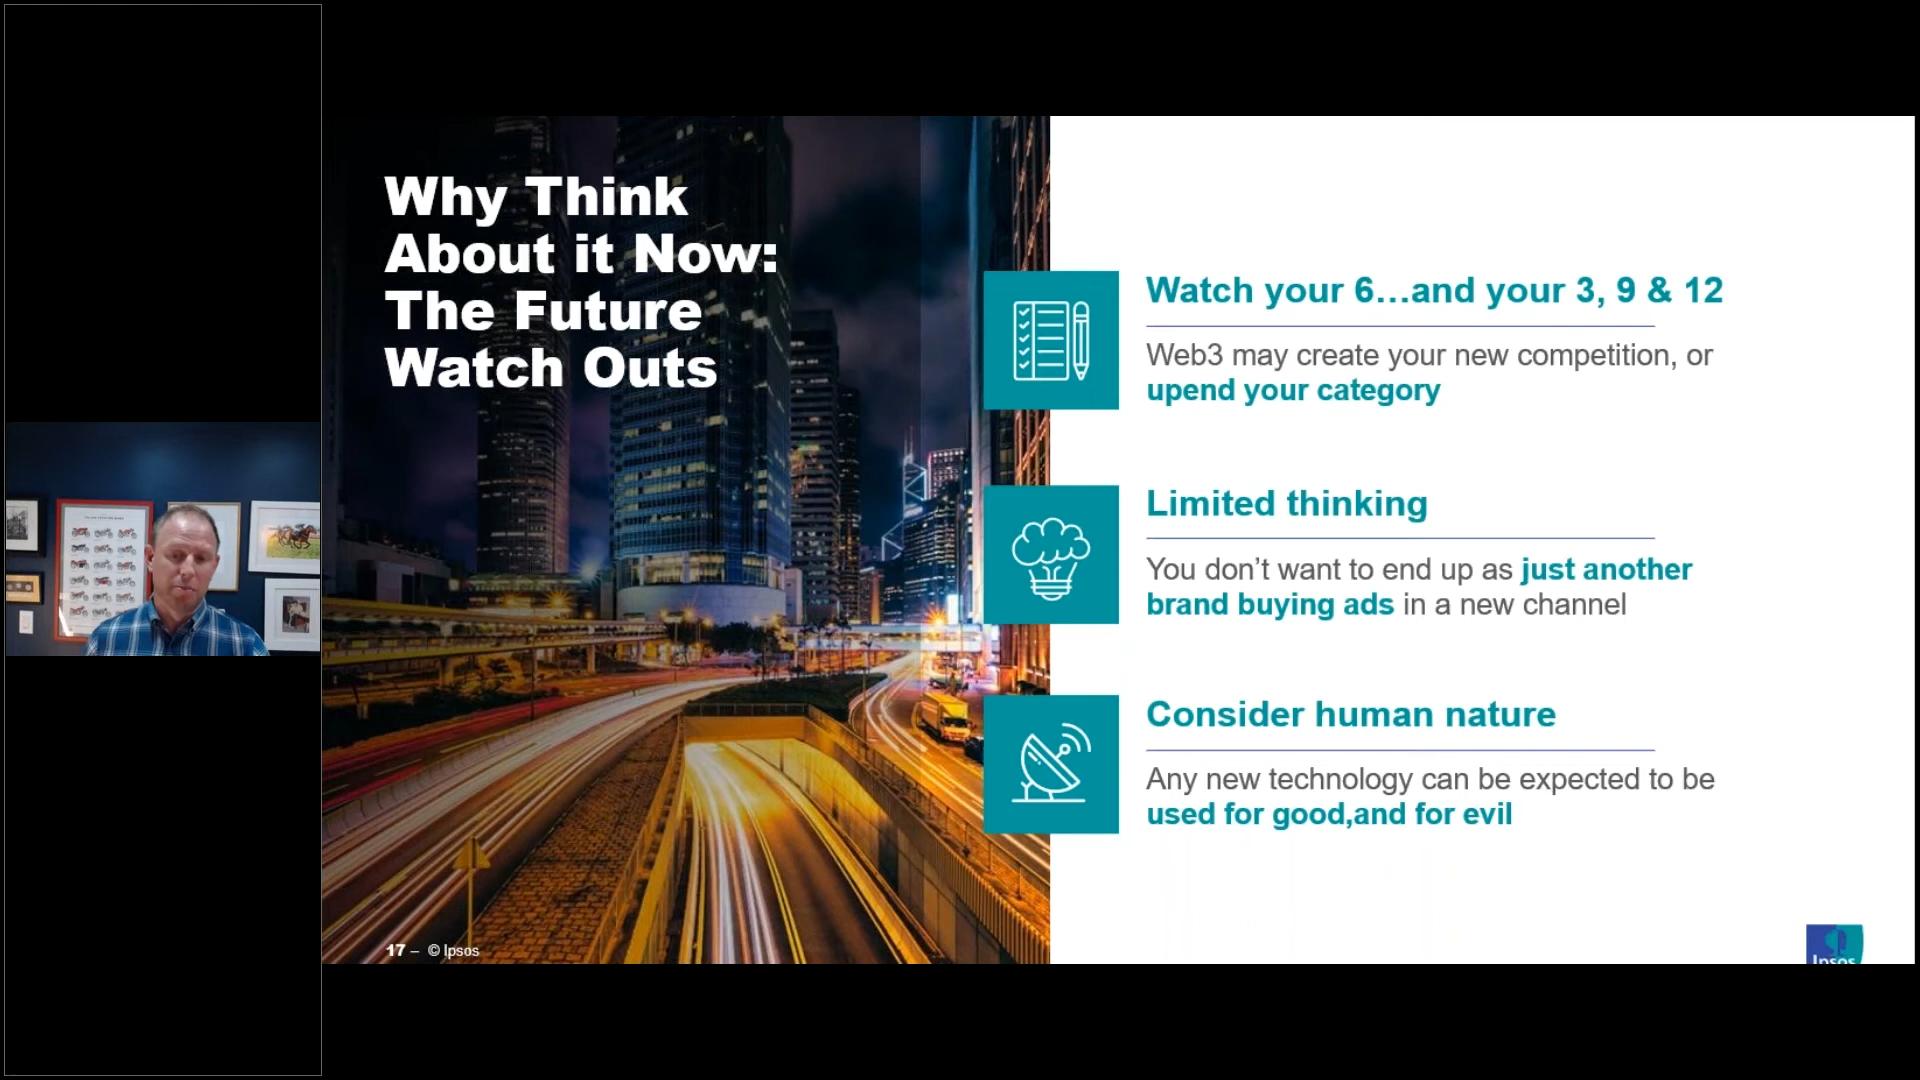 Why Think
About it Now:
The Future
Watch Outs
Watch your 6...and your 3, 9 & 12
Web3 may create your new competition, or
upend your category
Limited thinking
You don’t want to end up as just another
brand buying ads in a new channel
Consider human nature
Any new technology can be expected to be
used for good,and for evil
17 – © Ipsos
Ipsos